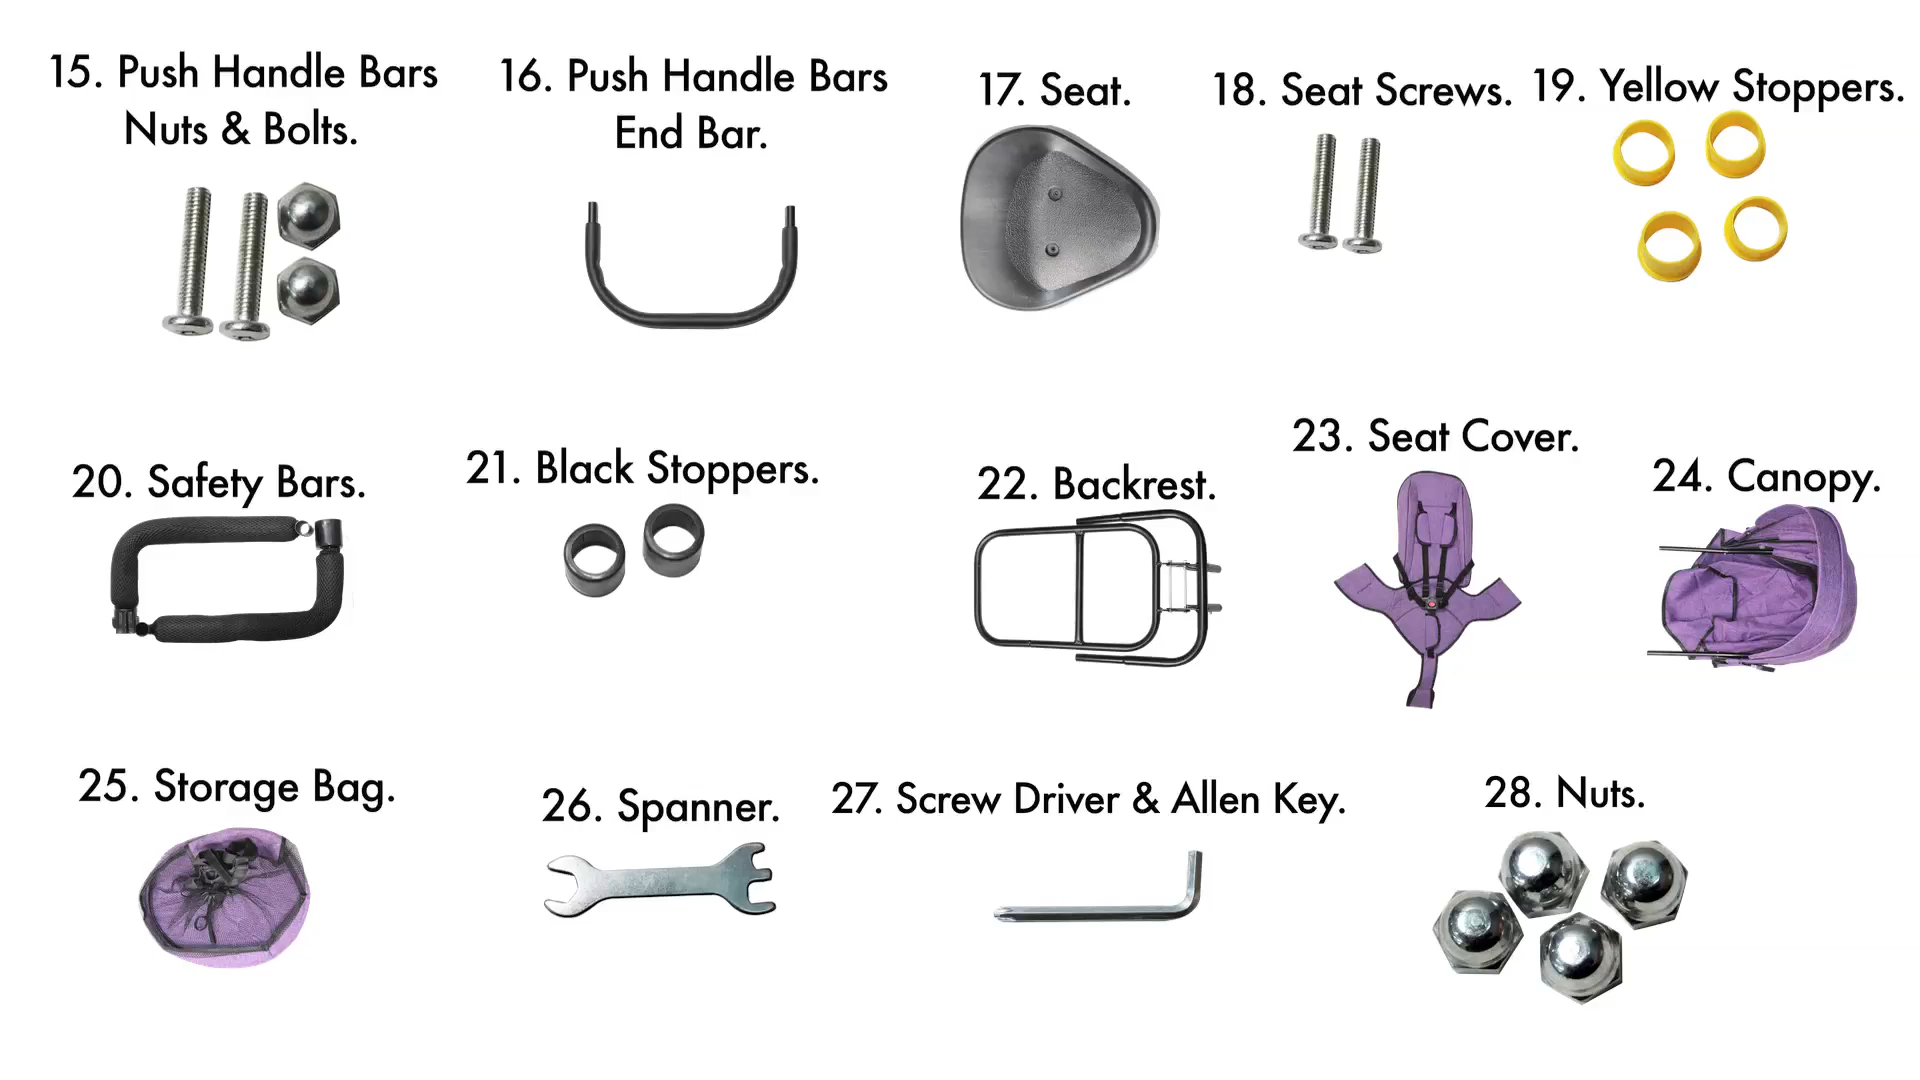 15. Push Handle Bars
Nuts & Bolts.
16. Push Handle Bars
End Bar.
17. Seat.
18. Seat Screws.
19. Yellow Stoppers.
20. Safety Bars.
21. Black Stoppers.
22. Backrest.
23. Seat Cover.
24. Canopy.
25. Storage Bag.
26. Spanner.
27. Screw Driver & Allen Key.
28. Nuts.